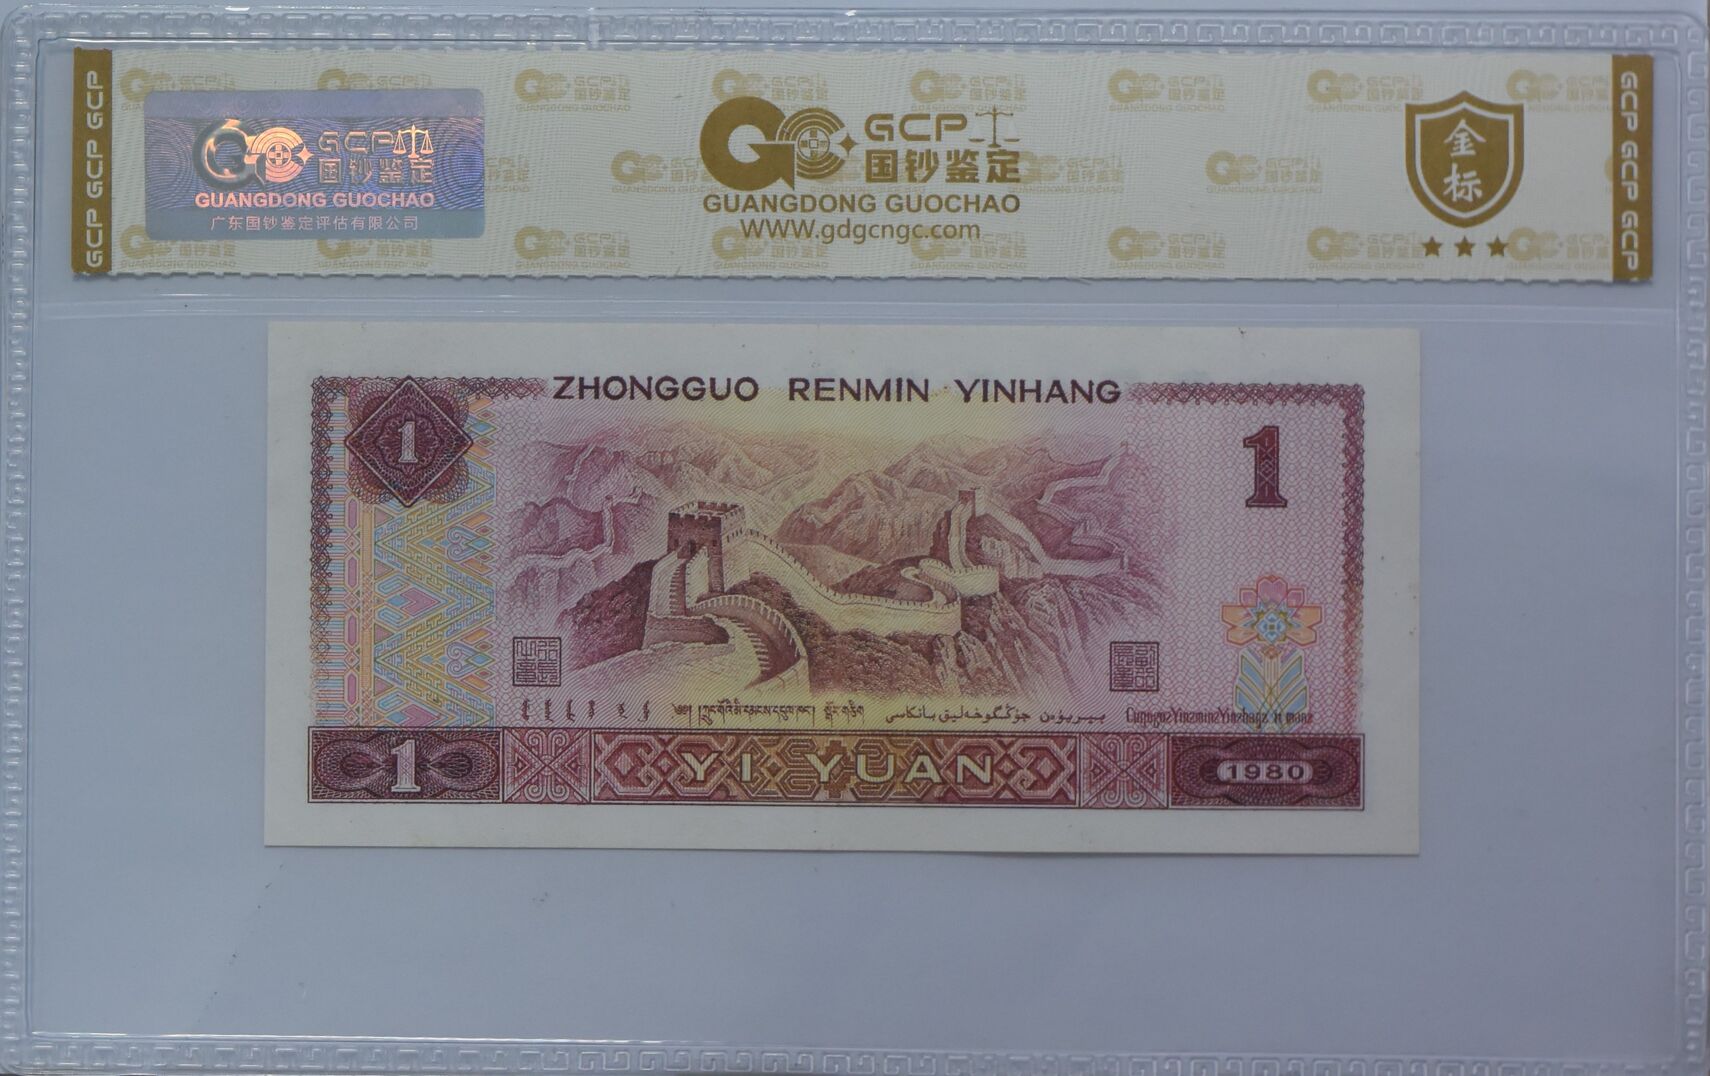 GCP GCP GCP
GCP
国钞鉴定
GUANGDONG GUOCHAO
广东国钞鉴定评估有限公司
GCP
国钞鉴定
GUANGDONG GUOCHAO
WWW.gdgcngc.com
金标
GCP GCP GCP
ZHONGGUO RENMIN YINHANG
1
1
1
YI YUAN
1980